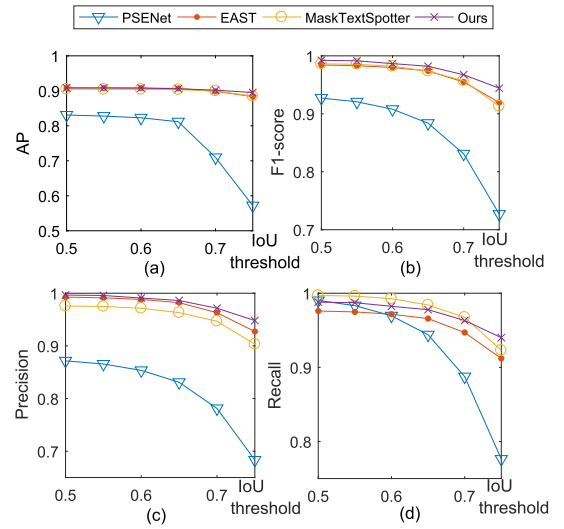 PSENet EAST MaskTextSpotter Ours
1
0.9
0.8
0.7
0.6
0.5
AP
0.5 0.6 0.7 IoU
threshold
(a)
1
0.9
0.8
0.7
F1-score
0.5 0.6 0.7 IoU
threshold
(b)
1
0.9
0.8
0.7
Precision
0.5 0.6 0.7 IoU
threshold
(c)
1
0.9
0.8
Recall
0.5 0.6 0.7 IoU
threshold
(d)